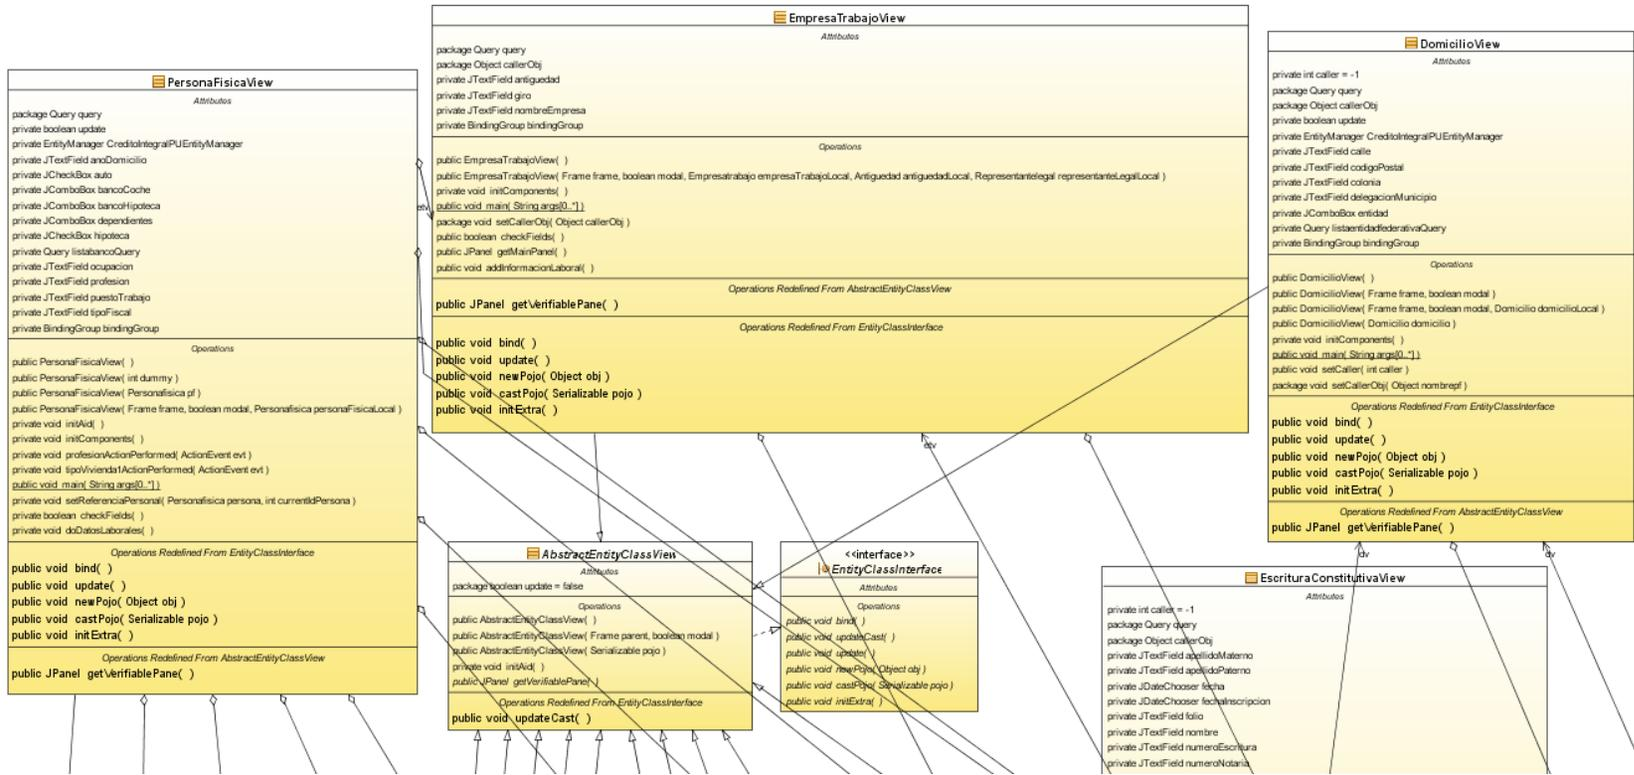 PersonaFisicaView
Attributes
package Query query
private boolean update
private EntityManager CreditoIntegralPUEntityManager
private JTextField anoDomicilio
private JCheckBox auto
private JComboBox bancoCoche
private JComboBox bancoHipoteca
private JComboBox dependientes
private JCheckBox hipoteca
private Query listabancoQuery
private JTextField ocupacion
private JTextField profesion
private JTextField puestoTrabajo
private JTextField tipoFiscal
private BindingGroup bindingGroup
Operations
public PersonaFisicaView( )
public PersonaFisicaView( int dummy )
public PersonaFisicaView( Personafisica pf )
public PersonaFisicaView( Frame frame, boolean modal, Personafisica personaFisicaLocal )
private void initAid( )
private void initComponents( )
private void profesionActionPerformed( ActionEvent evt )
private void tipoVivienda1ActionPerformed( ActionEvent evt )
public void main( String args[0..*] )
private void setReferenciaPersonal( Personafisica persona, int currentIdPersona )
private boolean checkFields( )
private void doDatosLaborales( )
Operations Redefined From EntityClassInterface
public void bind( )
public void update( )
public void newPojo( Object obj )
public void castPojo( Serializable pojo )
public void initExtra( )
Operations Redefined From AbstractEntityClassView
public JPanel getVerifiablePane( )
EmpresaTrabajoView
Attributes
package Query query
package Object callerObj
private JTextField antiguedad
private JTextField giro
private JTextField nombreEmpresa
private BindingGroup bindingGroup
Operations
public EmpresaTrabajoView( )
public EmpresaTrabajoView( Frame frame, boolean modal, Empresatrabajo empresaTrabajoLocal, Antiguedad antiguedadLocal, Representantelegal representanteLegalLocal )
private void initComponents( )
public void main( String args[0..*] )
package void setCallerObj( Object callerObj )
public boolean checkFields( )
public JPanel getMainPanel( )
public void addInformacionLaboral( )
Operations Redefined From AbstractEntityClassView
public JPanel getVerifiablePane( )
Operations Redefined From EntityClassInterface
public void bind( )
public void update( )
public void newPojo( Object obj )
public void castPojo( Serializable pojo )
public void initExtra( )
etv
etv
DomicilioView
Attributes
private int caller = -1
package Query query
package Object callerObj
private boolean update
private EntityManager CreditoIntegralPUEntityManager
private JTextField calle
private JTextField codigoPostal
private JTextField colonia
private JTextField delegacionMunicipio
private JComboBox entidad
private Query listaentidadfederativaQuery
private BindingGroup bindingGroup
Operations
public DomicilioView( )
public DomicilioView( Frame frame, boolean modal )
public DomicilioView( Frame frame, boolean modal, Domicilio domicilioLocal )
public DomicilioView( Domicilio domicilio )
private void initComponents( )
public void main( String args[0..*] )
public void setCaller( int caller )
package void setCallerObj( Object nombrepf )
Operations Redefined From EntityClassInterface
public void bind( )
public void update( )
public void newPojo( Object obj )
public void castPojo( Serializable pojo )
public void initExtra( )
Operations Redefined From AbstractEntityClassView
public JPanel getVerifiablePane( )
dv
dv
AbstractEntityClassView
Attributes
package boolean update = false
Operations
public AbstractEntityClassView( )
public AbstractEntityClassView( Frame parent, boolean modal )
public AbstractEntityClassView( Serializable pojo )
private void initAid( )
public JPanel getVerifiablePane( )
Operations Redefined From EntityClassInterface
public void updateCast( )
<<interface>>
EntityClassInterface
Attributes
Operations
public void bind( )
public void updateCast( )
public void update( )
public void newPojo( Object obj )
public void castPojo( Serializable pojo )
public void initExtra( )
EscrituraConstitutivaView
Attributes
private int caller = -1
package Query query
package Object callerObj
private JTextField apellidoMaterno
private JTextField apellidoPaterno
private JDateChooser fecha
private JDateChooser fechaInscripcion
private JTextField folio
private JTextField nombre
private JTextField numeroEscritura
private JTextField numeroNotaria